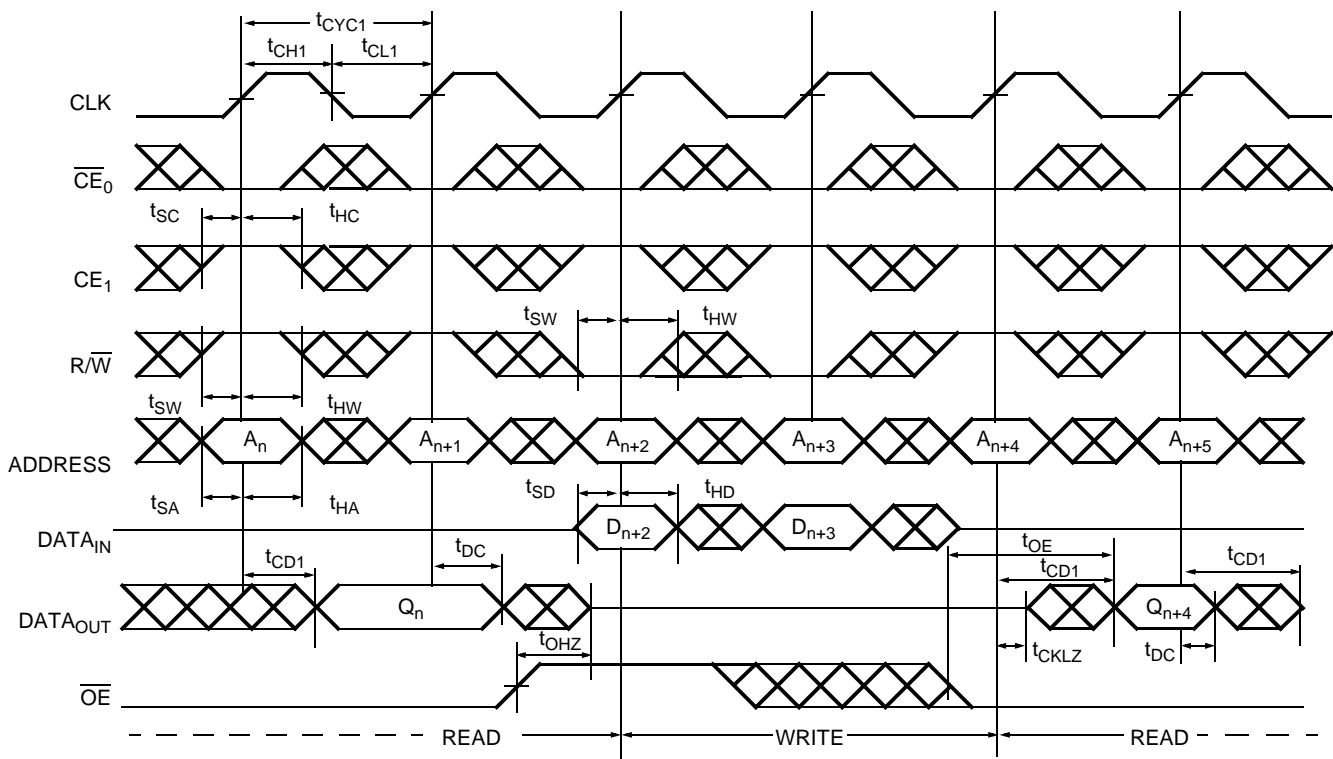 tCYC1
tCH1 tCL1
CLK
CE0
tSC tHC
CE1
tSW tHW
R/W
tSW tHW
An An+1 An+2 An+3 An+4 An+5
ADDRESS
tSA tHA tSD tHD
DATAIN Dn+2 Dn+3
tCD1 tDC tOE
tCD1 tCD1
DATAOUT Qn Qn+4
tOHZ tCKLZ tDC
OE
READ WRITE READ